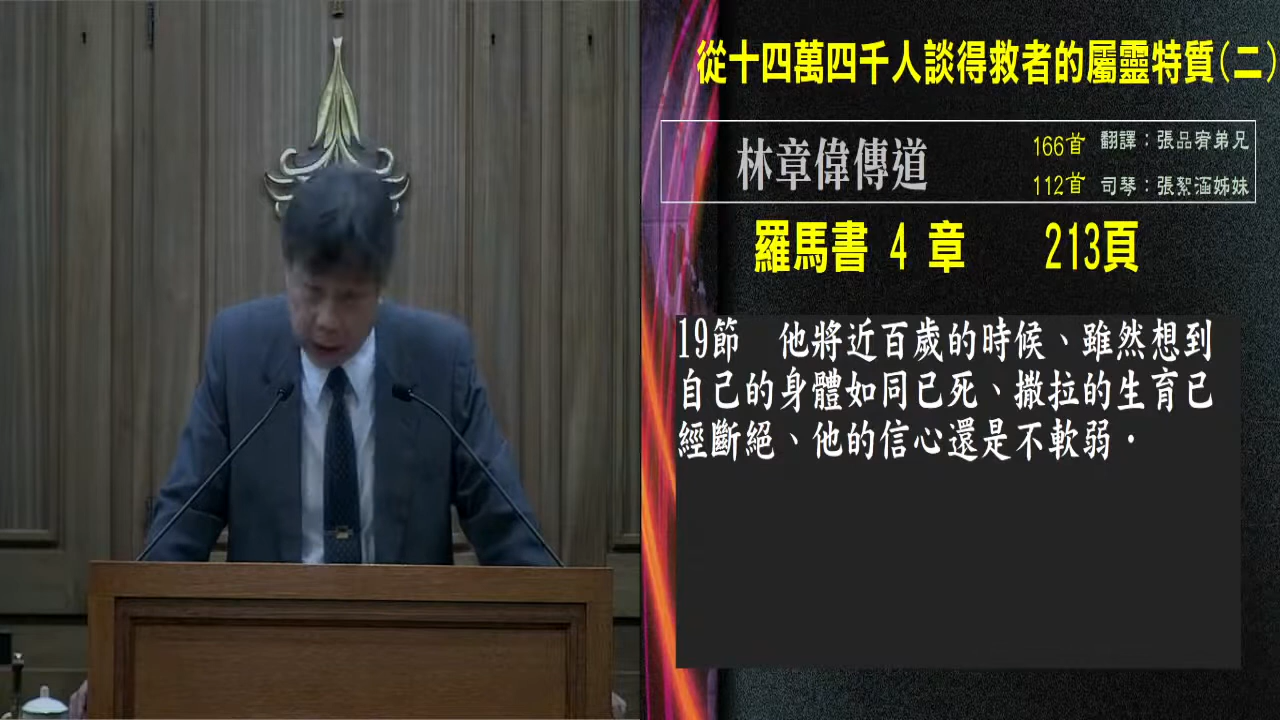 從十四萬四千人談得救者的屬靈特質(二)
林章偉傳道
166首 翻譯：張品宥弟兄
112首 司琴：張絮涵姊妹
羅馬書 4 章 213頁
19節 他將近百歲的時候、雖然想到
自己的身體如同已死、撒拉的生育已
經斷絕、他的信心還是不軟弱．